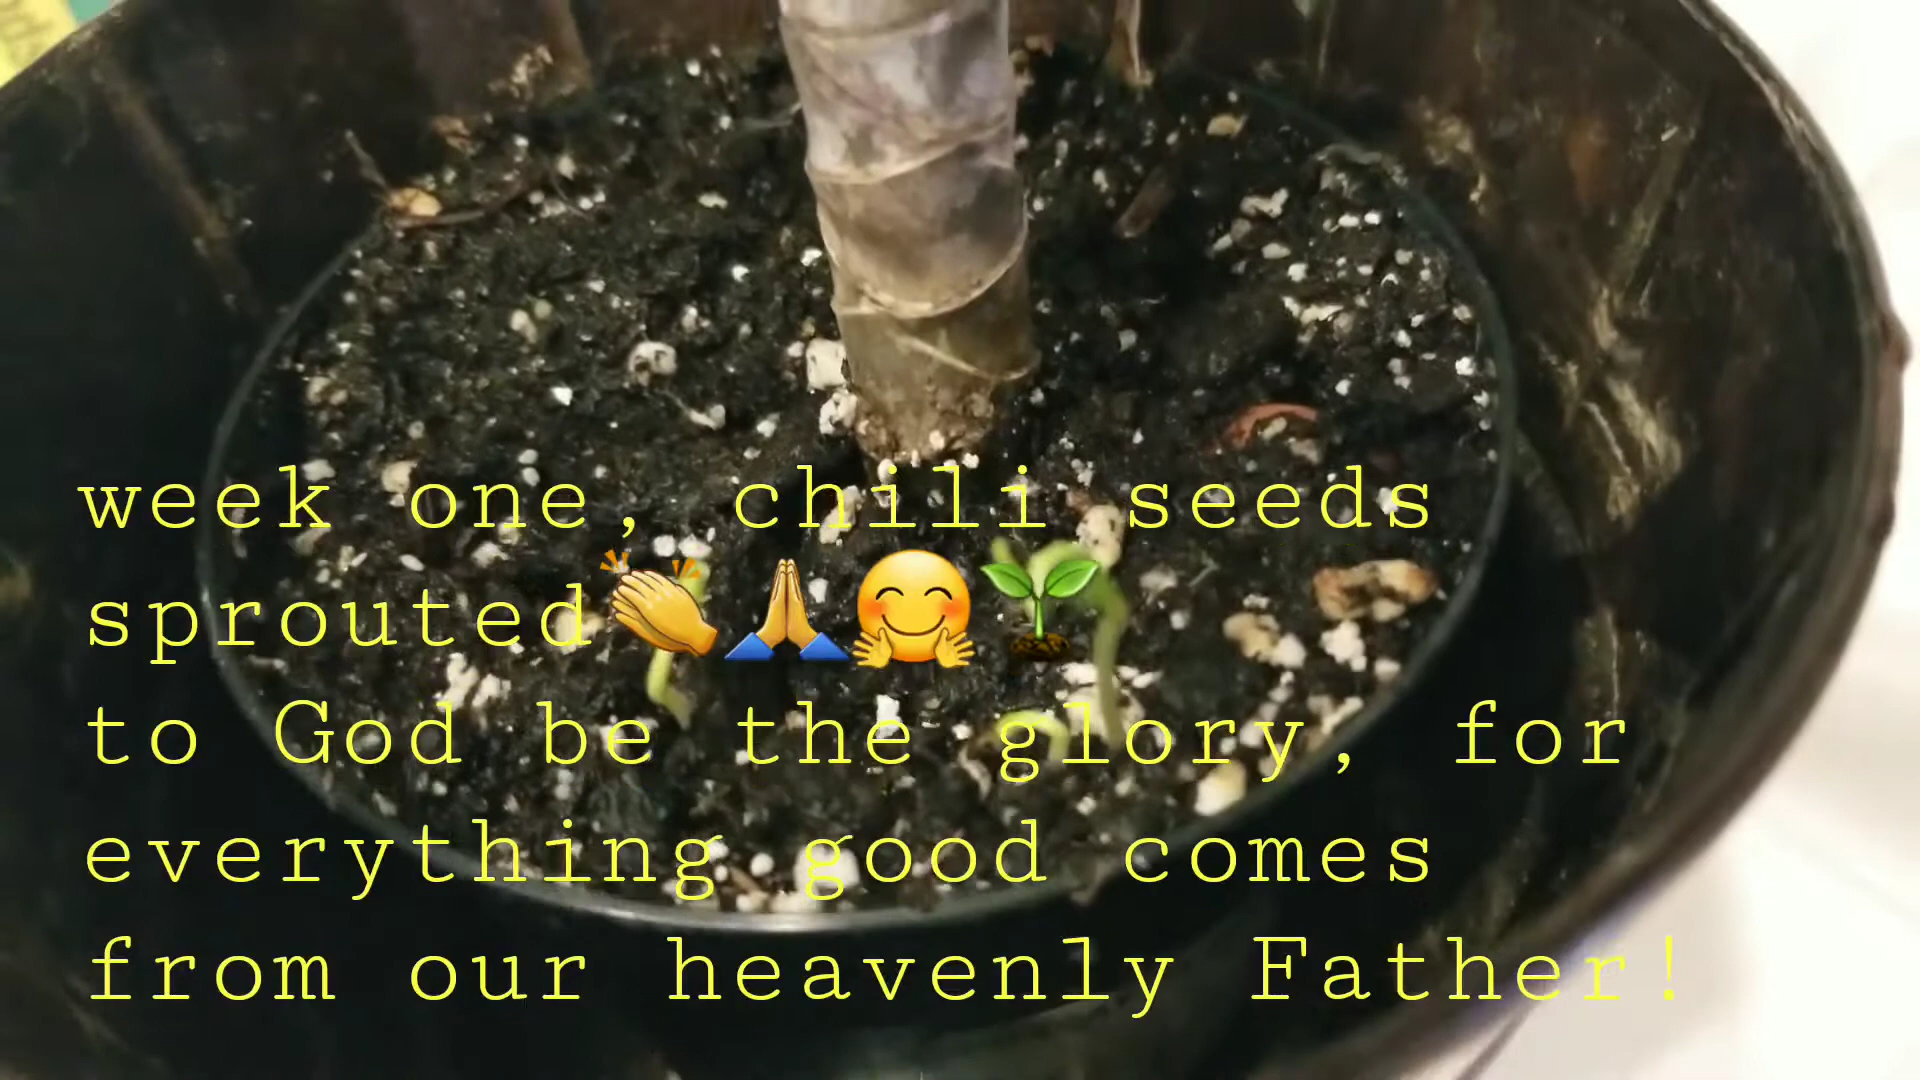 week one, chili seeds
sprouted👏🙏🤗🌱
to God be the glory, for
everything good comes
from our heavenly Father!